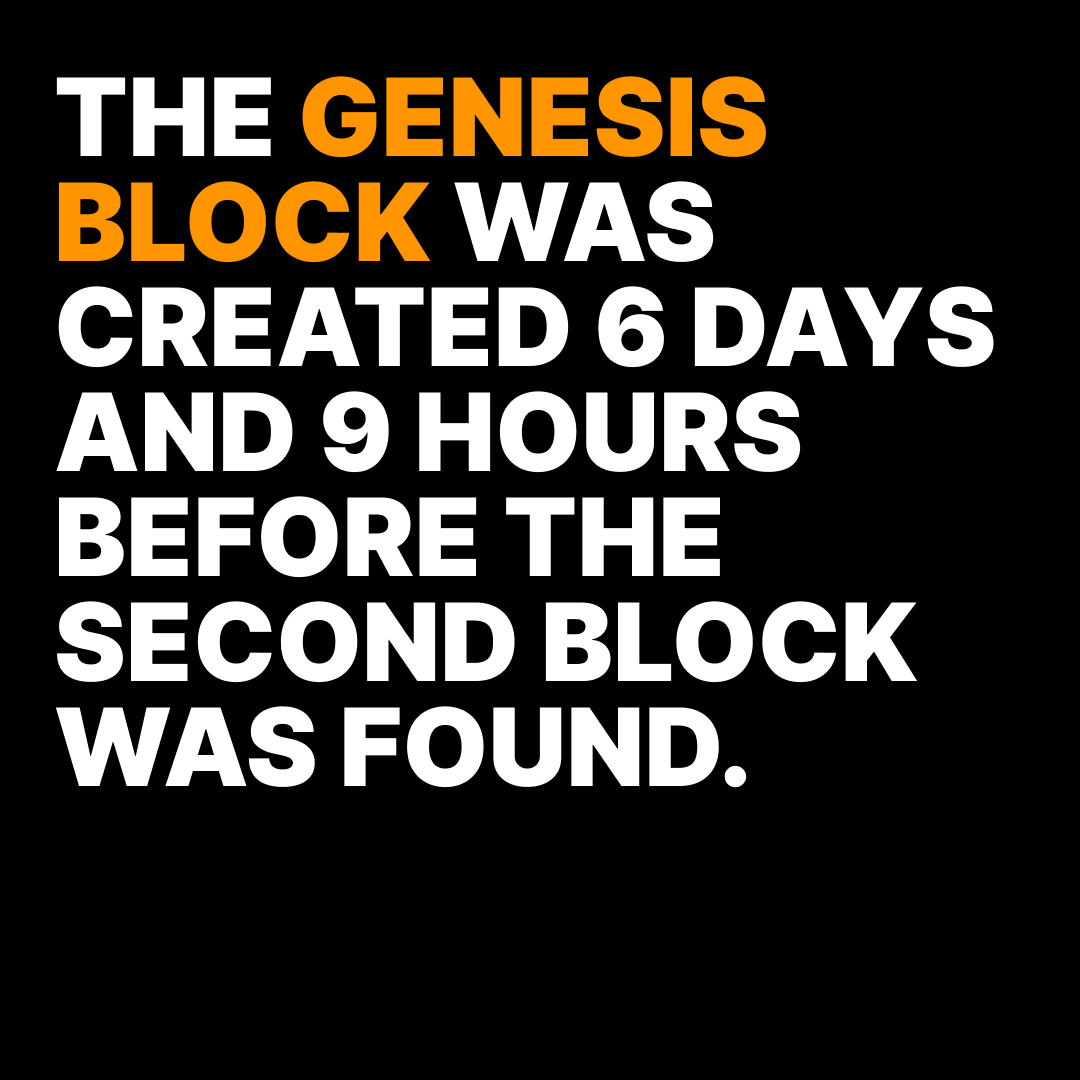 THE GENESIS
BLOCK WAS
CREATED 6 DAYS
AND 9 HOURS
BEFORE THE
SECOND BLOCK
WAS FOUND.